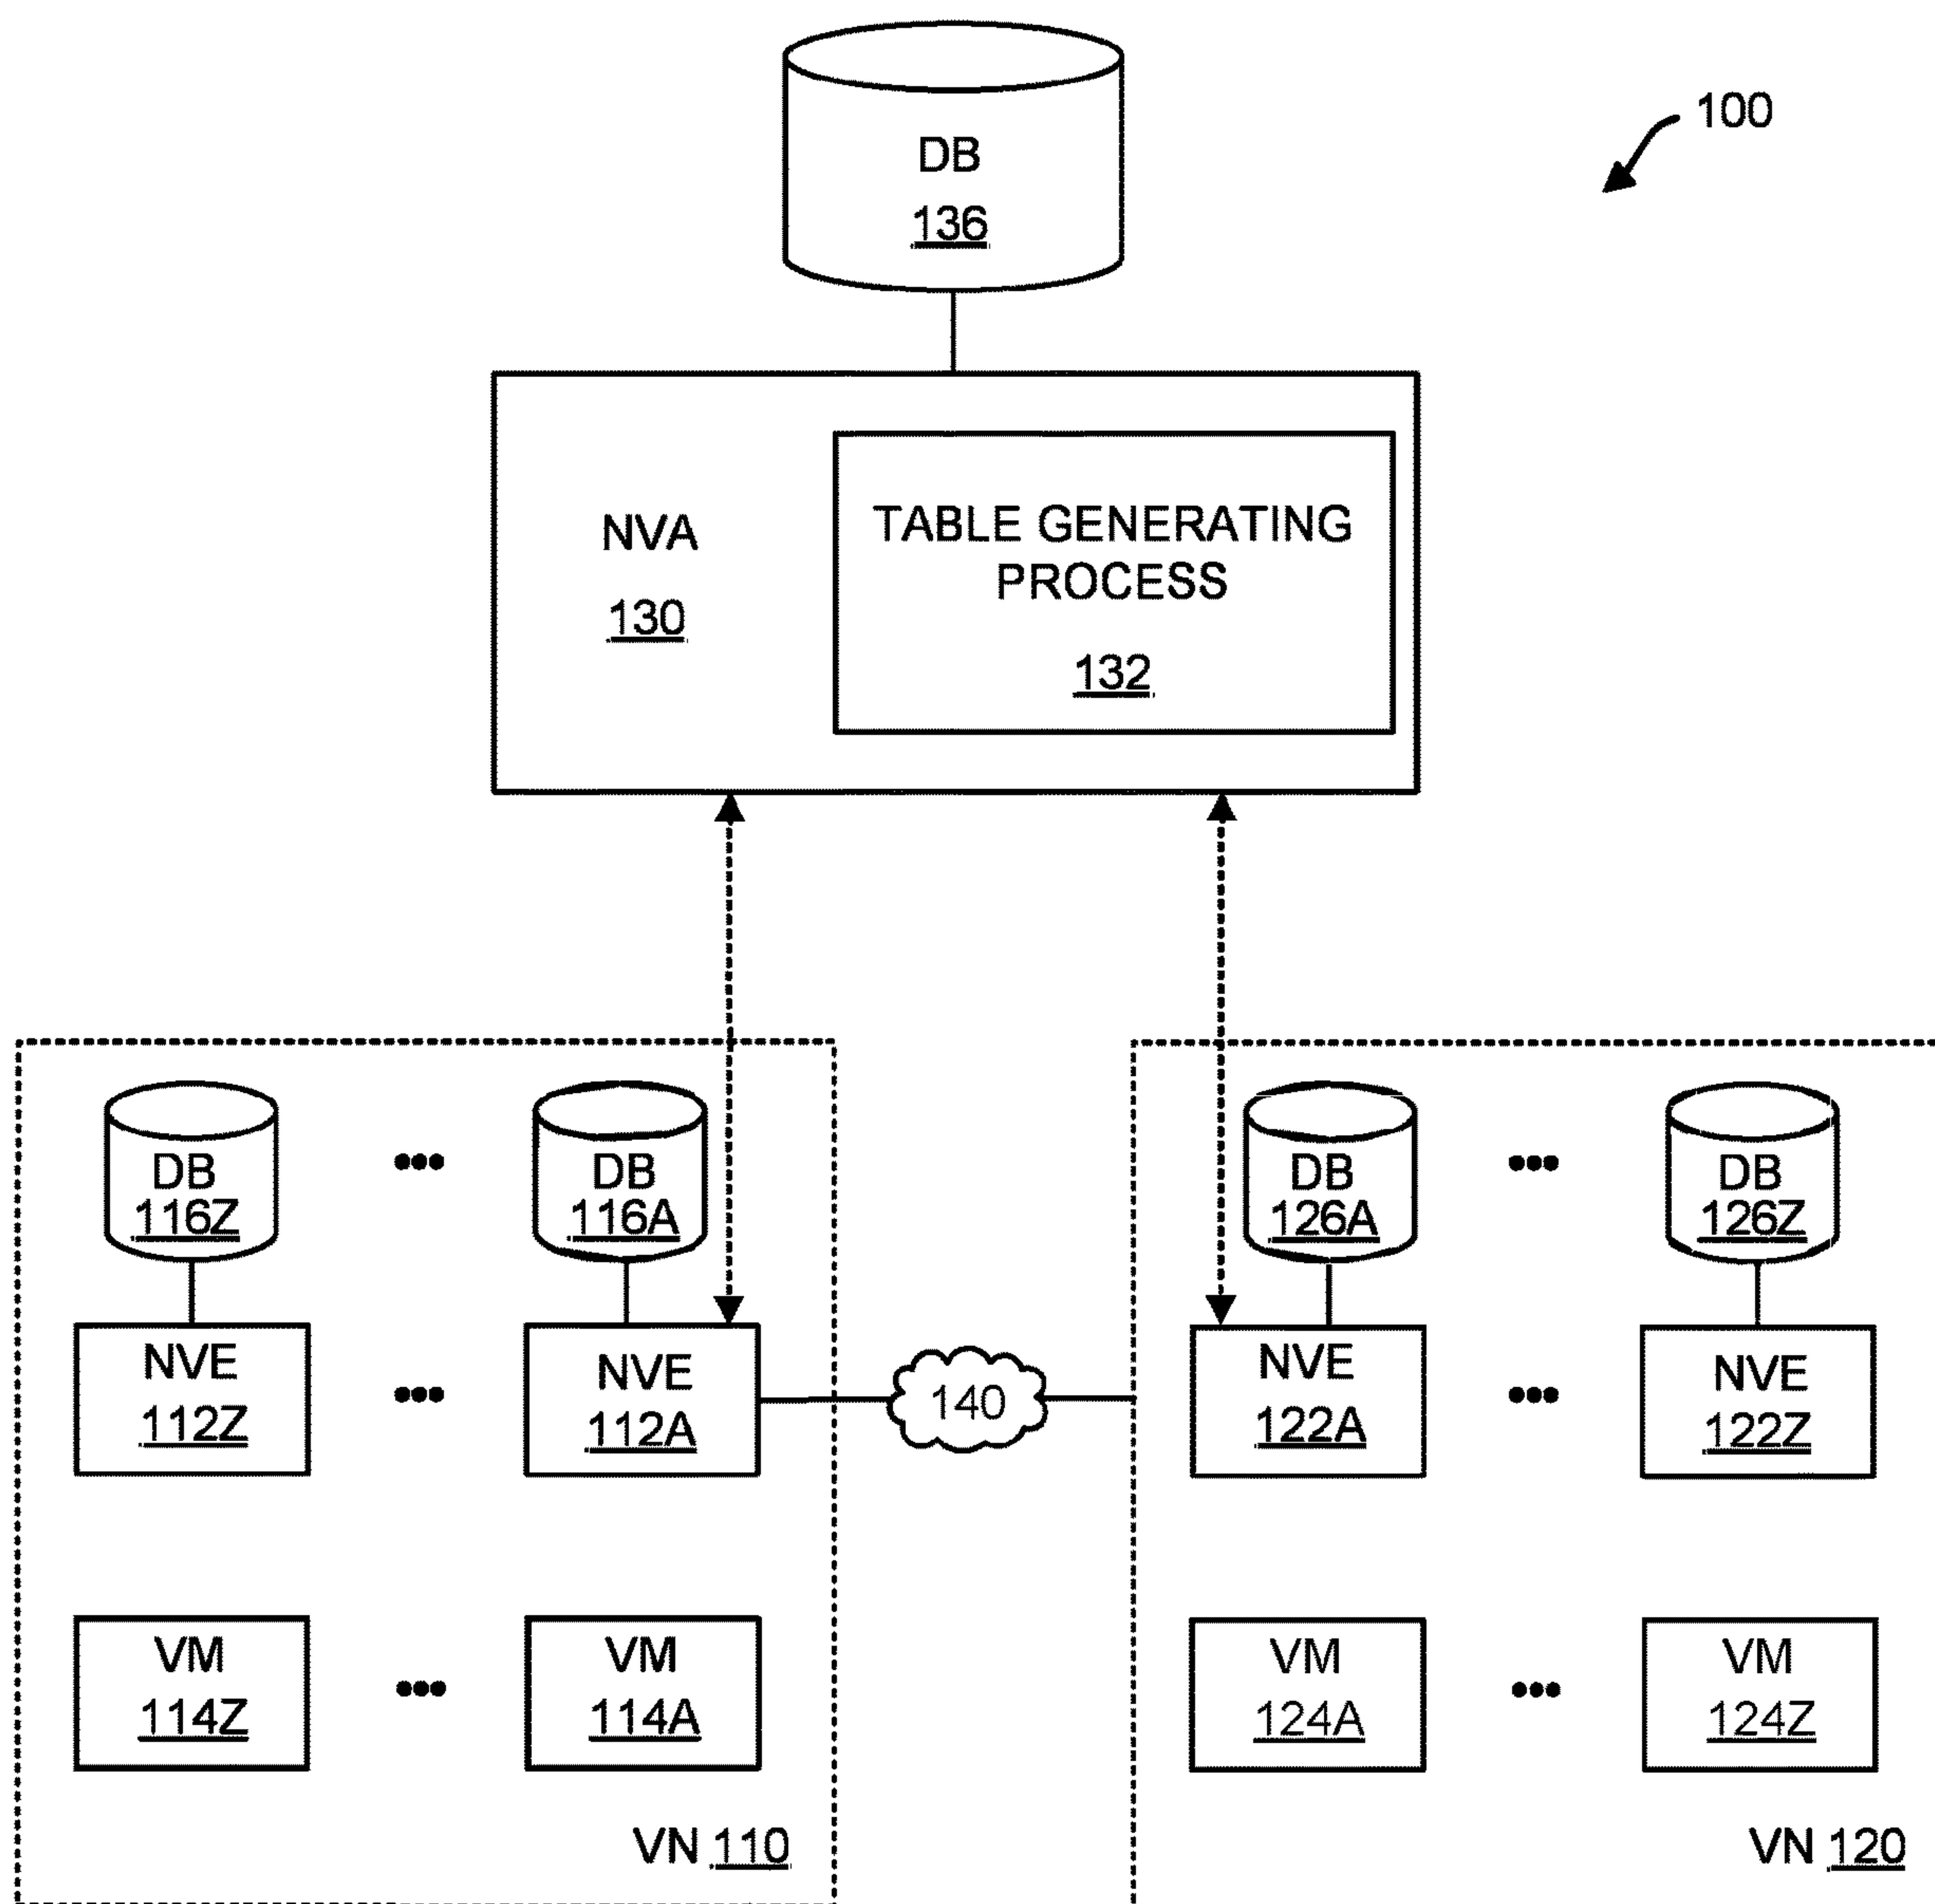 DB
136
100
NVA
130
TABLE GENERATING
PROCESS
132
DB
116Z
DB
116A
DB
126A
DB
126Z
NVE
112Z
NVE
112A
140
NVE
122A
NVE
122Z
VM
114Z
VM
114A
VM
124A
VM
124Z
VN 110
VN 120